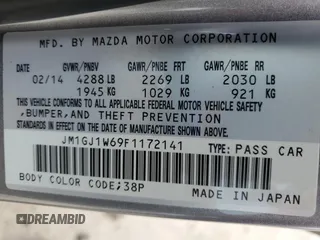 MFD. BY MAZDA MOTOR CORPORATION
DATE GVWR/PNBV GAWR/PNBE FRT GAWR/PNBE RR
02/14 4288 LB 2269 LB 2030 LB
1945 KG 1029 KG 921 KG
THIS VEHICLE CONFORMS TO ALL APPLICABLE FEDERAL MOTOR VEHICLE SAFETY
,BUMPER,AND THEFT PREVENTION
STANDARDS IN EFFECT ON THE DATE OF MANUFACTURE SHOWN ABOVE.
JM1GJ1W69F1172141 TYPE:PASS CAR
BODY COLOR CODE;38P MADE IN JAPAN
DREAMBID